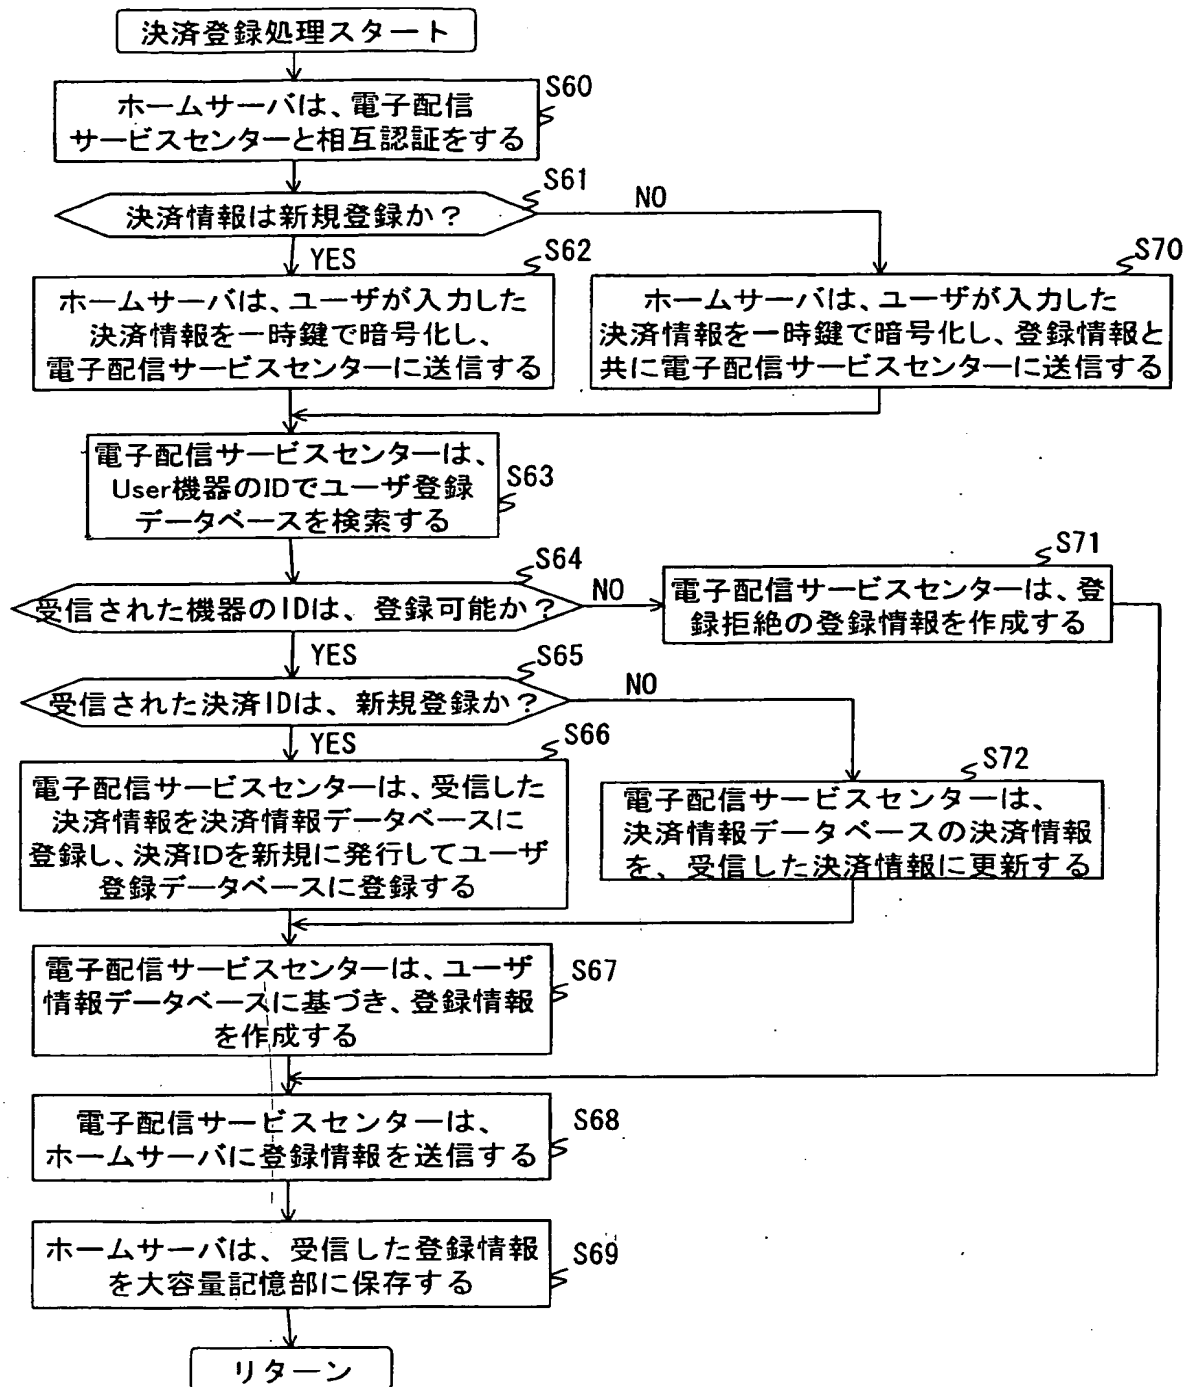 決済登録処理スタート
S60
ホームサーバは、電子配信
サービスセンターと相互認証をする
S61
決済情報は新規登録か？
NO
YES
S62
ホームサーバは、ユーザが入力した
決済情報を一時鍵で暗号化し、
電子配信サービスセンターに送信する
S70
ホームサーバは、ユーザが入力した
決済情報を一時鍵で暗号化し、登録情報と
共に電子配信サービスセンターに送信する
電子配信サービスセンターは、
User機器のIDでユーザ登録
データベースを検索する
S63
S64
受信された機器のIDは、登録可能か？
NO
YES
S71
電子配信サービスセンターは、登
録拒絶の登録情報を作成する
S65
受信された決済IDは、新規登録か？
NO
YES
S66
電子配信サービスセンターは、受信した
決済情報を決済情報データベースに
登録し、決済IDを新規に発行してユーザ
登録データベースに登録する
S72
電子配信サービスセンターは、
決済情報データベースの決済情報
を、受信した決済情報に更新する
電子配信サービスセンターは、ユーザ
情報データベースに基づき、登録情報
を作成する
S67
電子配信サービスセンターは、
ホームサーバに登録情報を送信する
S68
ホームサーバは、受信した登録情報
を大容量記憶部に保存する
S69
リターン